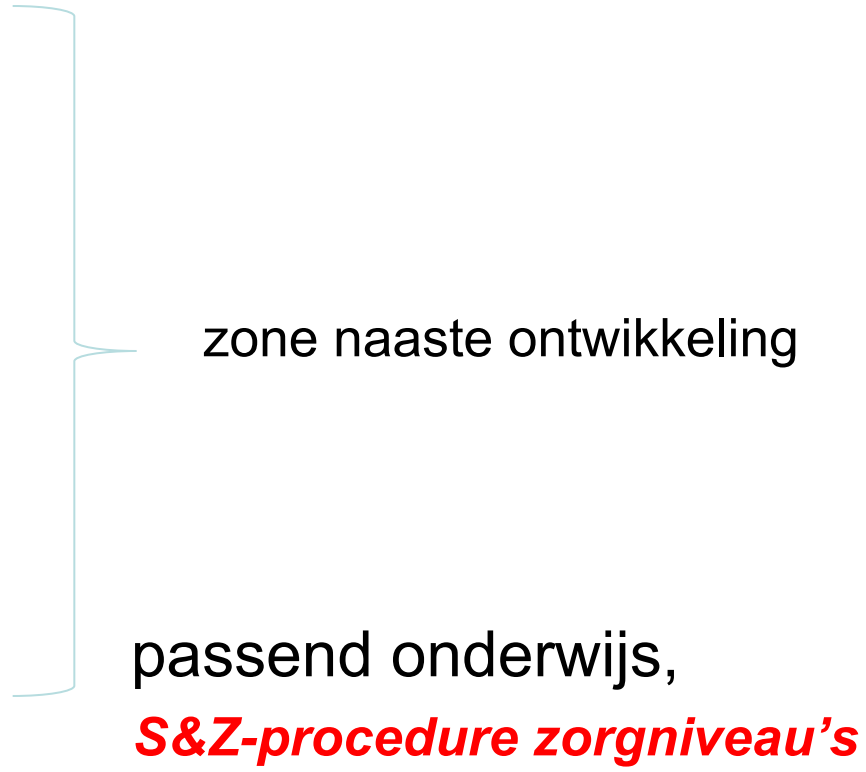 zone naaste ontwikkeling
passend onderwijs,
S&Z-procedure zorgniveau’s